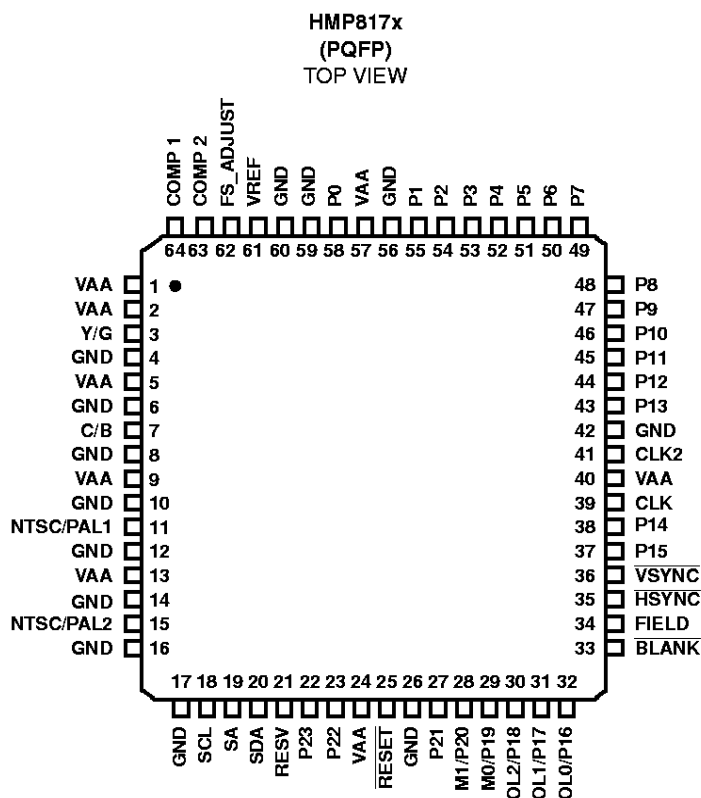 HMP817x
(PQFP)
TOP VIEW
COMP 1
COMP 2
FS_ADJUST
VREF
GND
GND
P0
VAA
GND
P1
P2
P3
P4
P5
P6
P7
64 63 62 61 60 59 58 57 56 55 54 53 52 51 50 49
VAA 1 48 P8
VAA 2 47 P9
Y/G 3 46 P10
GND 4 45 P11
VAA 5 44 P12
GND 6 43 P13
C/B 7 42 GND
GND 8 41 CLK2
VAA 9 40 VAA
GND 10 39 CLK
NTSC/PAL1 11 38 P14
GND 12 37 P15
VAA 13 36 VSYNC
GND 14 35 HSYNC
NTSC/PAL2 15 34 FIELD
GND 16 33 BLANK
17 18 19 20 21 22 23 24 25 26 27 28 29 30 31 32
GND
SCL
SA
SDA
RESV
P23
P22
VAA
RESET
GND
P21
M1/P20
M0/P19
OL2/P18
OL1/P17
OL0/P16